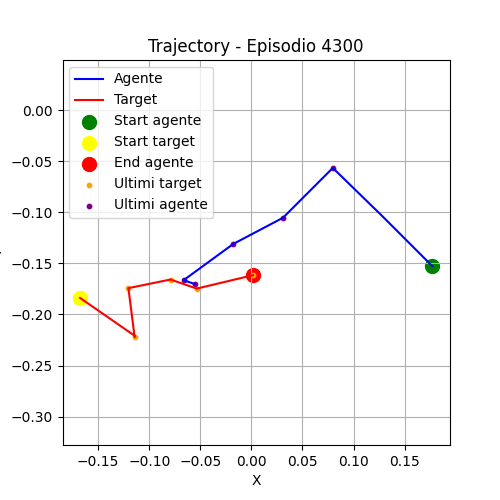 Trajectory - Episodio 4300
Agente
Target
Start agente
Start target
End agente
Ultimi target
Ultimi agente
0.00
−0.05
−0.10
−0.15
−0.20
−0.25
−0.30
−0.15
−0.10
−0.05
0.00
0.05
0.10
0.15
X